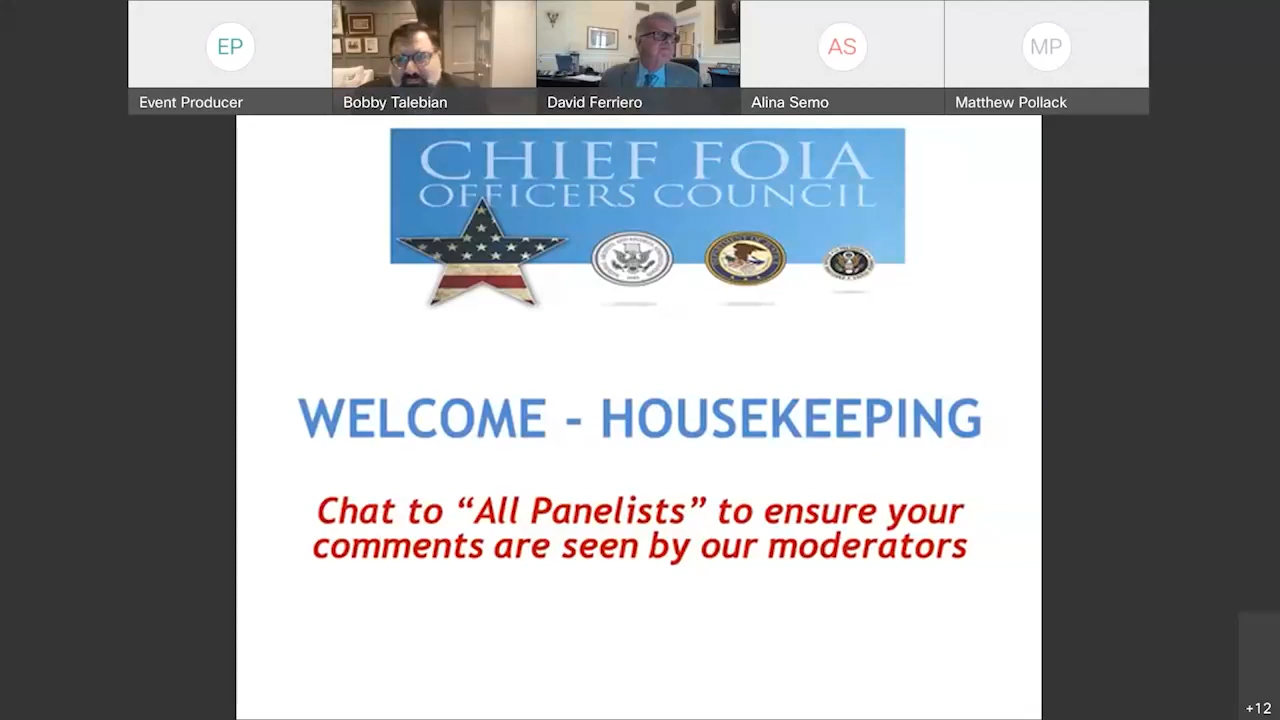 EP
AS
MP
Event Producer
Bobby Talebian
David Ferriero
Alina Semo
Matthew Pollack
CHIEF FOIA
OFFICERS COUNCIL
WELCOME - HOUSEKEEPING
Chat to “All Panelists” to ensure your
comments are seen by our moderators
+12